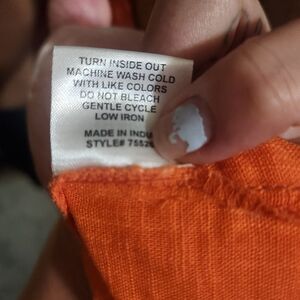 TURN INSIDE OUT
MACHINE WASH COLD
WITH LIKE COLORS
DO NOT BLEACH
GENTLE CYCLE
LOW IRON
MADE IN
STYLE#